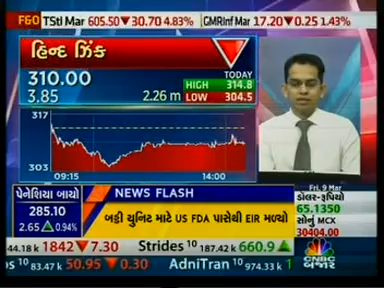 F&O TStl Mar 605.50 ▼ 30.70 4.83% GMRInf Mar 17.20 ▼ 0.25 1.43%
હિન્દ ઝિંક
310.00
3.85 2.26 m
TODAY
HIGH 314.8
LOW 304.5
317
303
09:15 14:00
પેનેશિયા બાયો
285.10
2.65 ▲ 0.94%
NEWS FLASH
બદ્દી યુનિટ માટે US FDA પાસેથી EIR મળ્યો
Fri, 9 Mar
ડોલર-રૂપિયો
65.1350
સોનું MCX
30404.00
44.18 k 1842 ▼ 7.30 Strides 10 187.42 k 660.9 ▲
os 10 83.47 k 50.95 ▼ 0.30 AdniTran 10 974.33 k
CNBC
બજાર